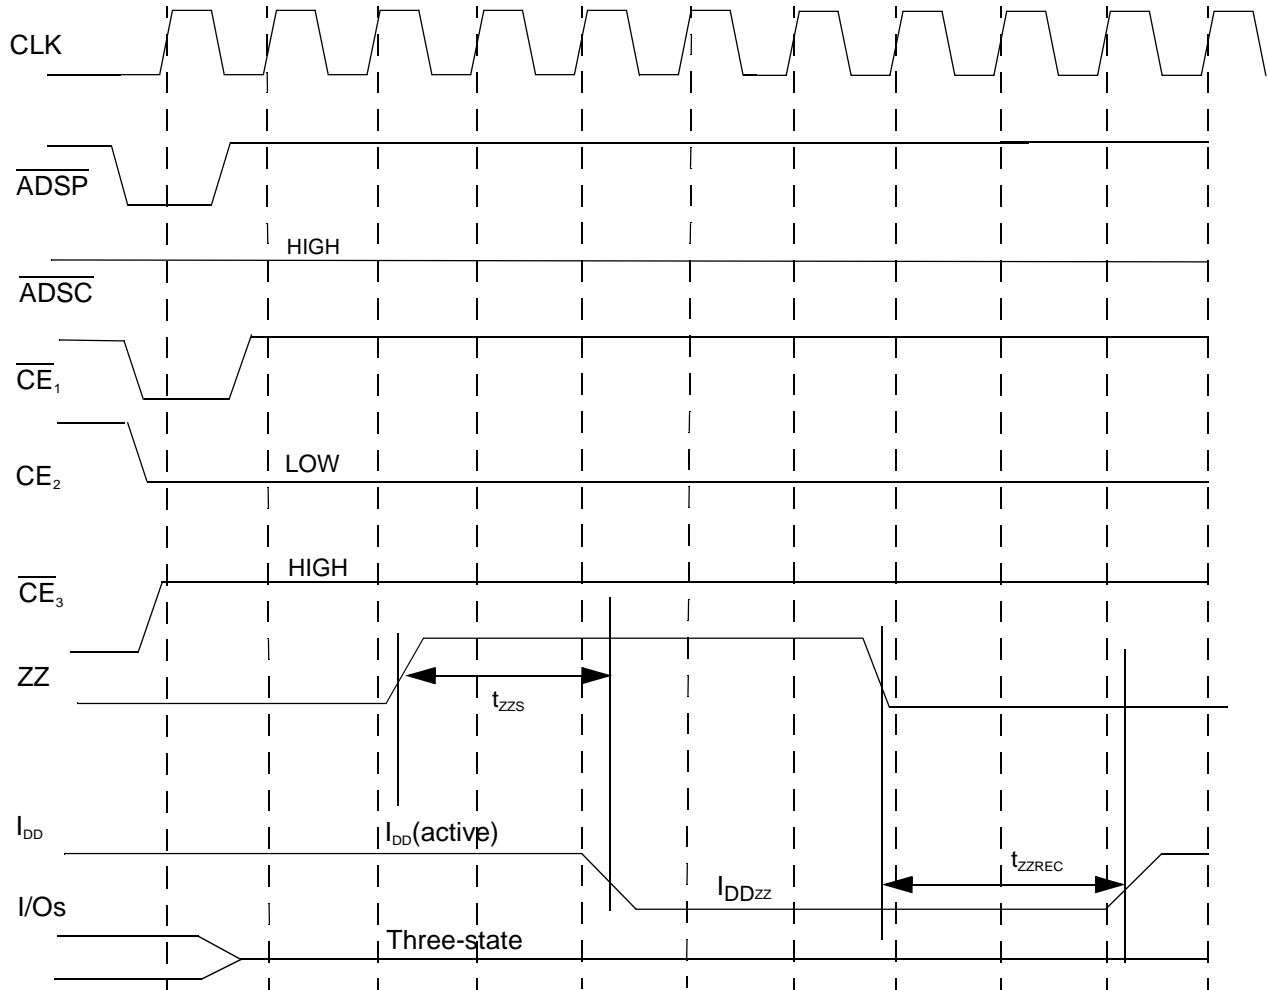 CLK
ADSP
HIGH
ADSC
CE1
LOW
CE2
HIGH
CE3
ZZ
tZZS
IDD
IDD(active)
tZZREC
IDDZZ
I/Os
Three-state